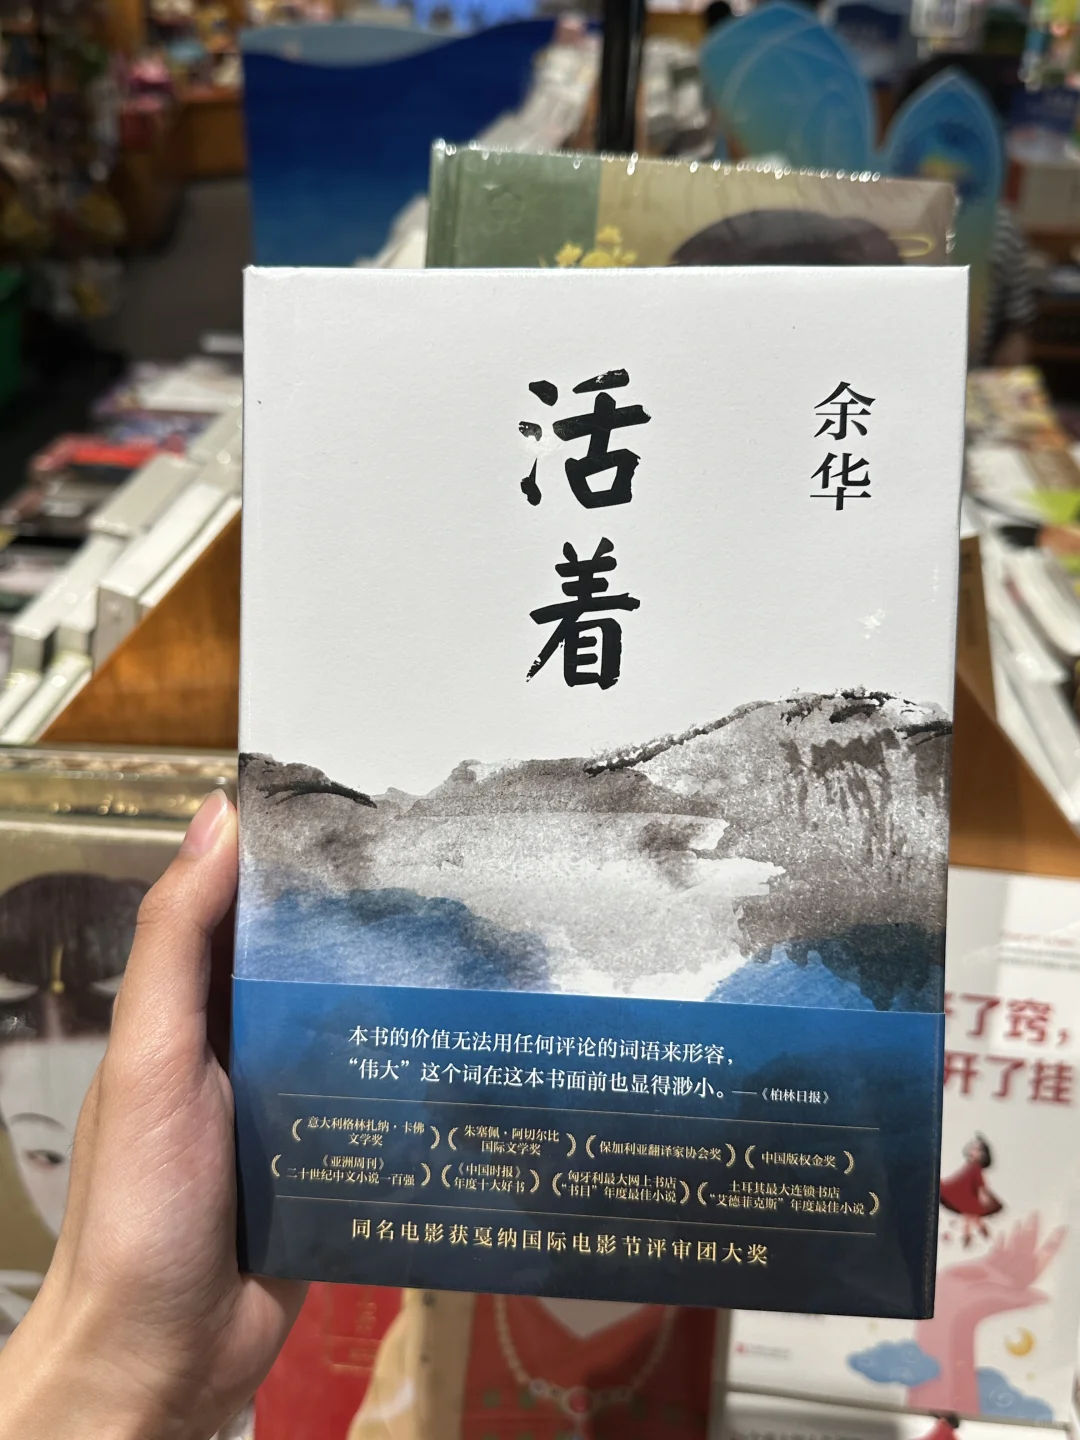 活着
余华
本书的价值无法用任何评论的词语来形容，
“伟大”这个词在这本书面前也显得渺小。——《柏林日报》
意大利格林扎纳·卡佛
文学奖
朱塞佩·阿切尔比
国际文学奖
保加利亚翻译家协会奖
中国版权金奖
《亚洲周刊》
二十世纪中文小说一百强
《中国时报》
年度十大好书
匈牙利最大网上书店
“书目”年度最佳小说
土耳其最大连锁书店
“艾德菲克斯”年度最佳小说
同名电影获戛纳国际电影节评审团大奖
了窍，
开了挂